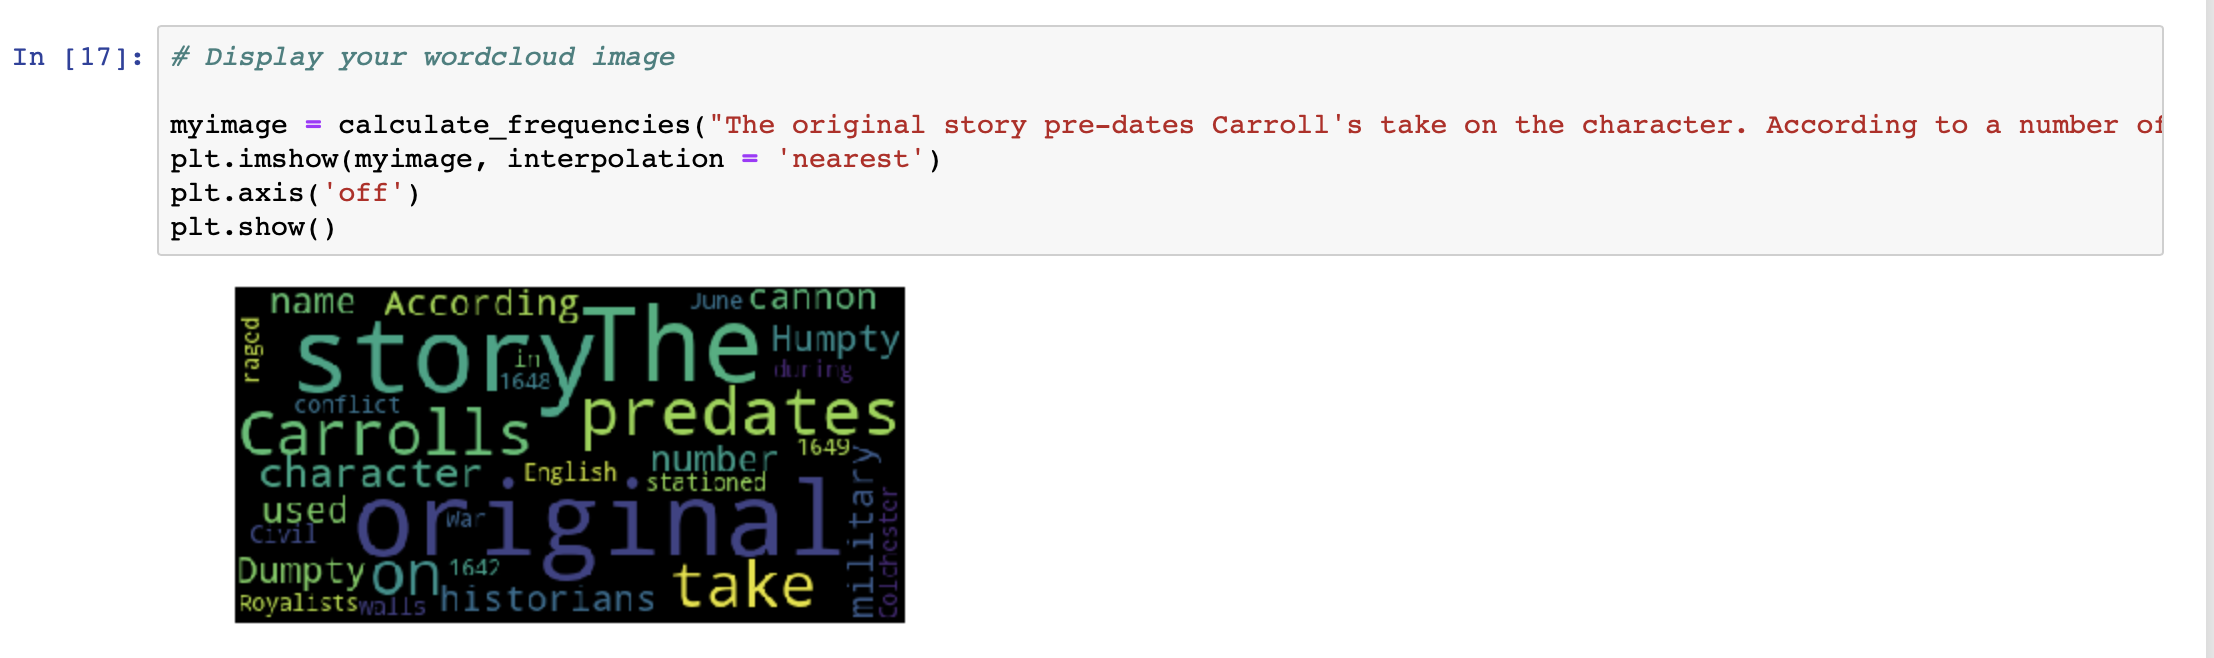 In [17]:
# Display your wordcloud image
myimage = calculate_frequencies("The original story pre-dates Carroll's take on the character. According to a number of
plt.imshow(myimage, interpolation = 'nearest')
plt.axis('off')
plt.show()
name According June cannon
raged
story The Humpty
in
1648 during
conflict
Carrolls predates
1649
character English number
stationed
military
used original
War
Civil
Colchester
Dumpty on 1642 take
Royalists walls historians